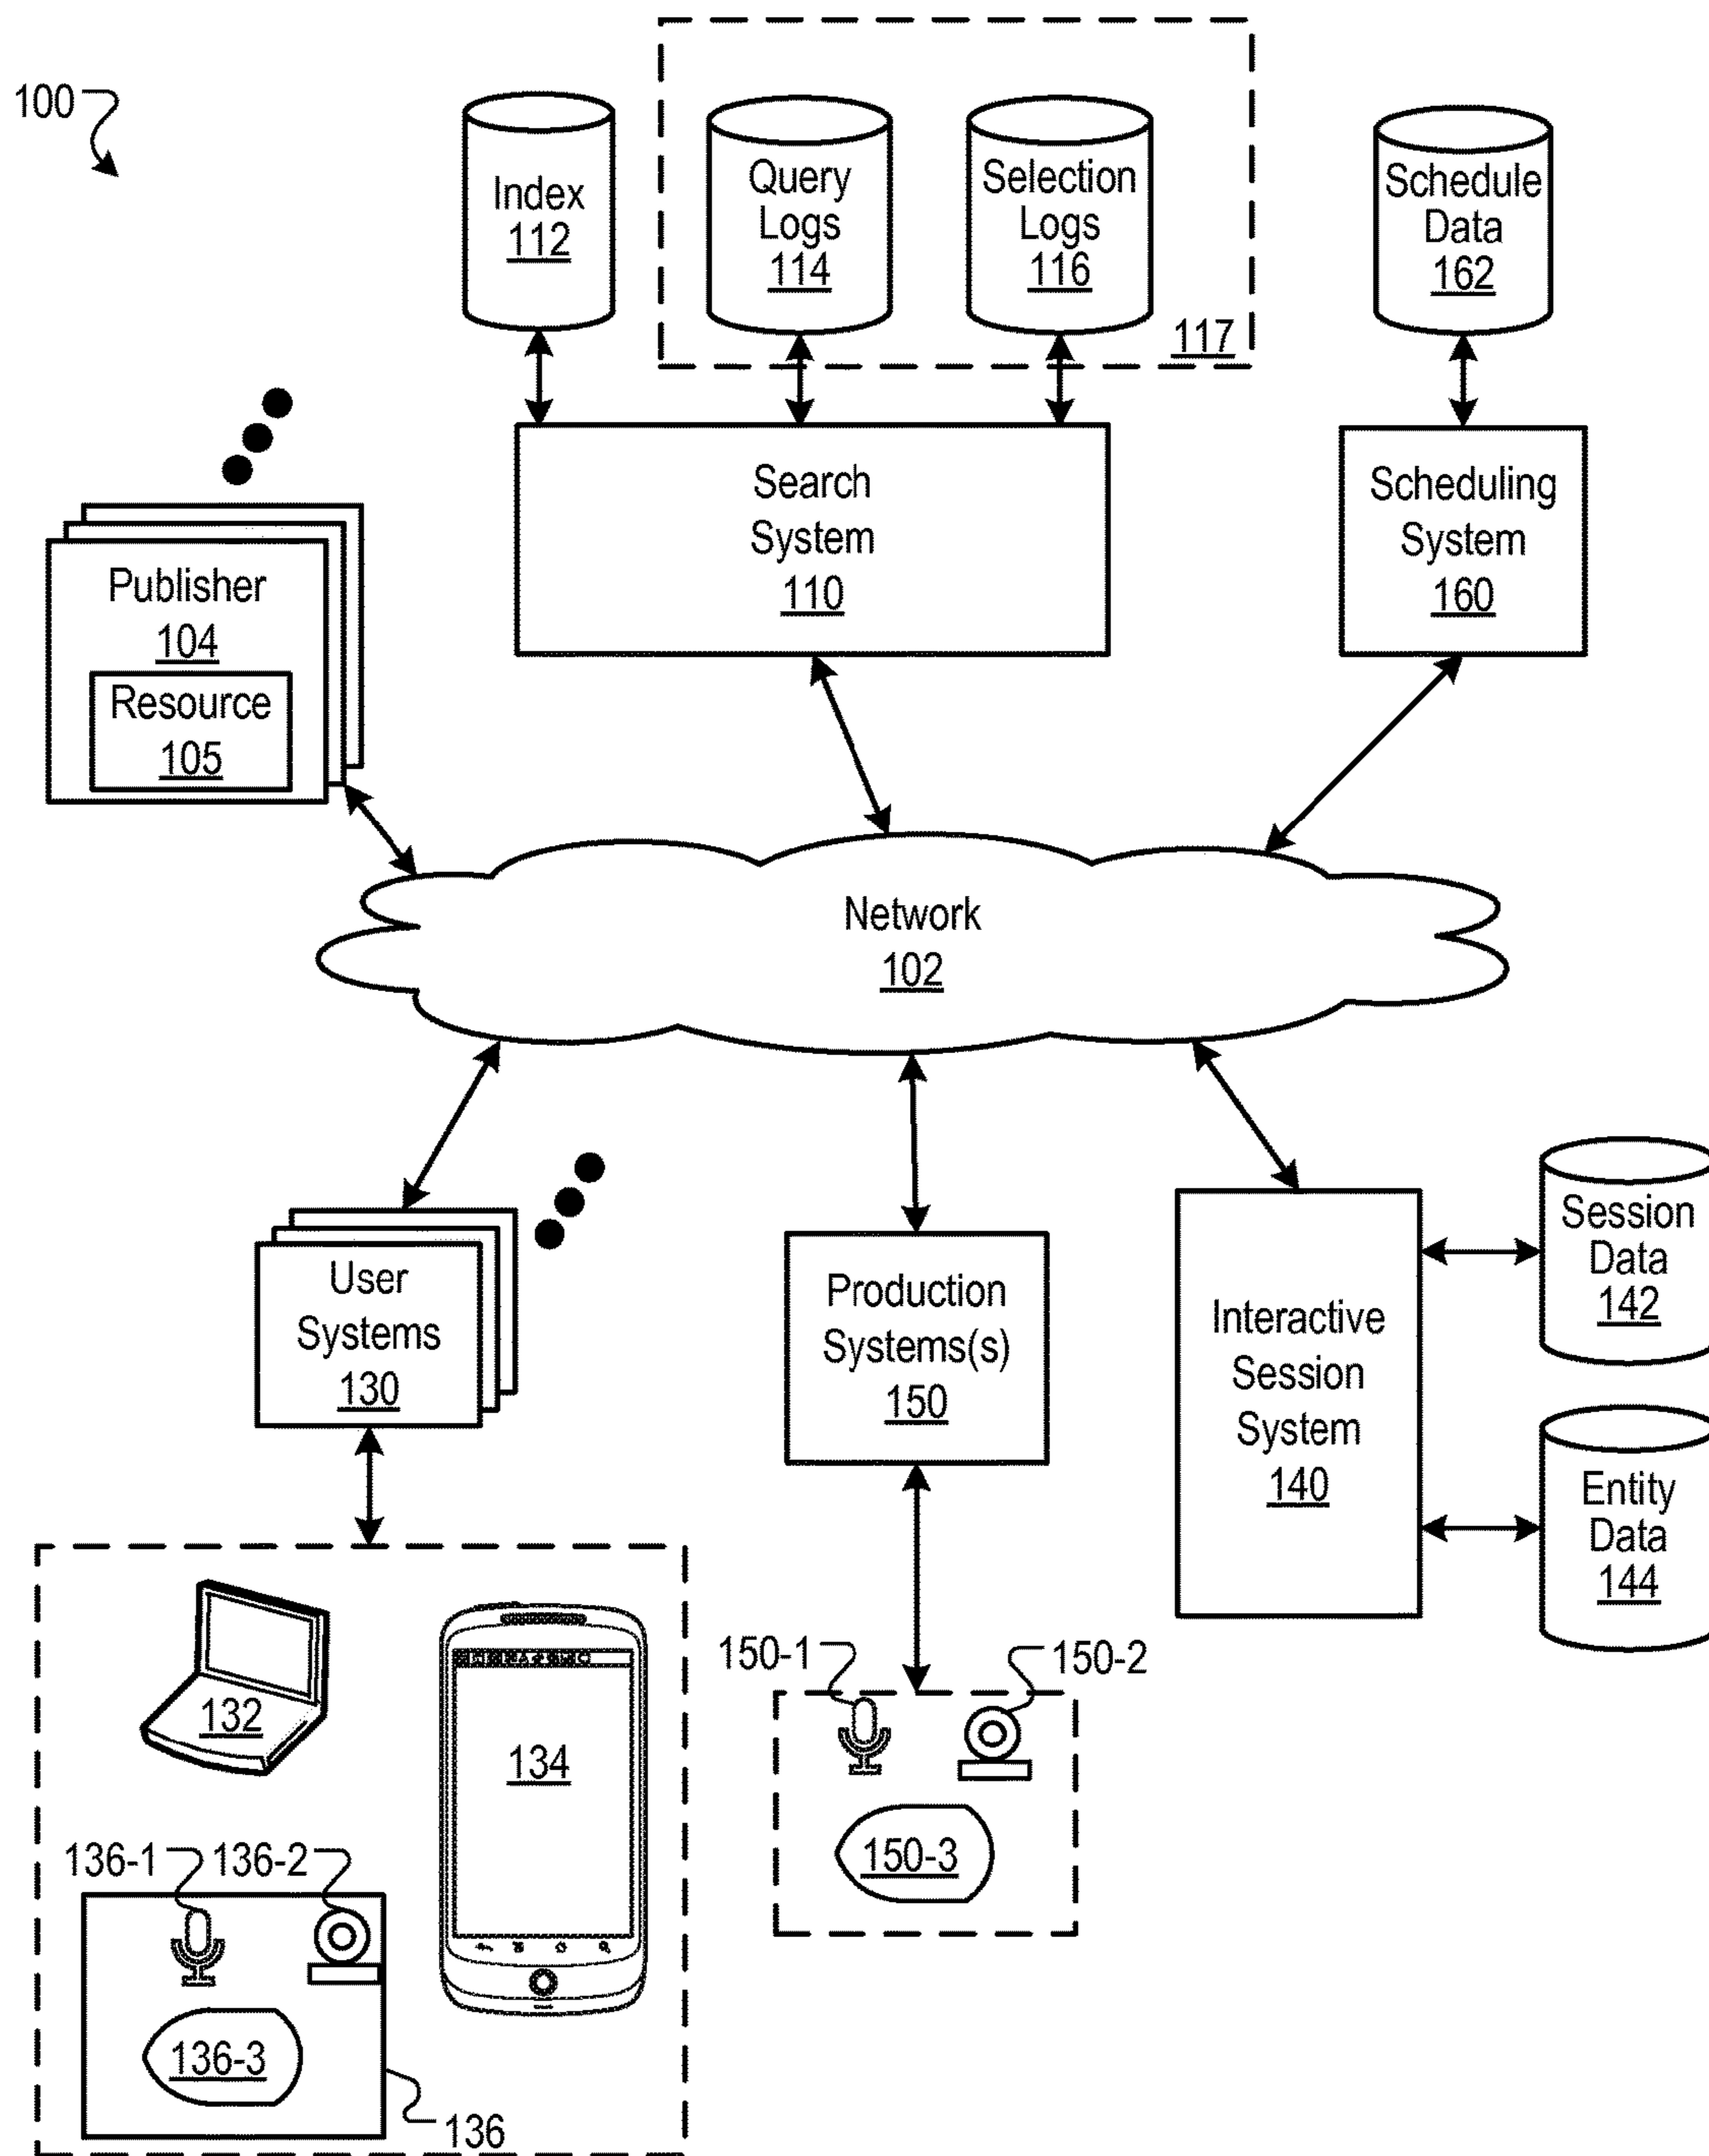 100
Index
112
Query
Logs
114
Selection
Logs
116
117
Schedule
Data
162
Search
System
110
Scheduling
System
160
Publisher
104
Resource
105
Network
102
User
Systems
130
Production
Systems(s)
150
Interactive
Session
System
140
Session
Data
142
Entity
Data
144
132
134
136-1
136-2
136-3
136
150-1
150-2
150-3